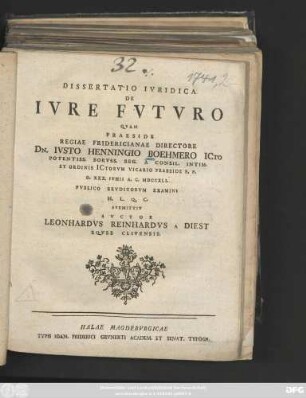 32.
1741,2
DISSERTATIO IVRIDICA
DE
IVRE FVTVRO
QVAM
PRAESIDE
REGIAE FRIDERICIANAE DIRECTORE
DN. IVSTO HENNINGIO BOEHMERO ICTO
POTENTISS. BORVSS. REG. A CONSIL. INTIM.
ET ORDINIS ICTORVM VICARIO PRAESIDE
D. XXX. IVNII A. C. MDCCXLI.
PVBLICO ERVDITORVM EXAMINI
H. L. Q. C.
SVBMITTIT
AVCTOR
LEONHARDVS REINHARDVS A DIEST
EQVES CLIVENSIS.
HALAE MAGDEBVRGICAE
TYPIS IOAN. FRIDERICI GRVNERTI ACADEM. ET SENAT. TYPOGR.